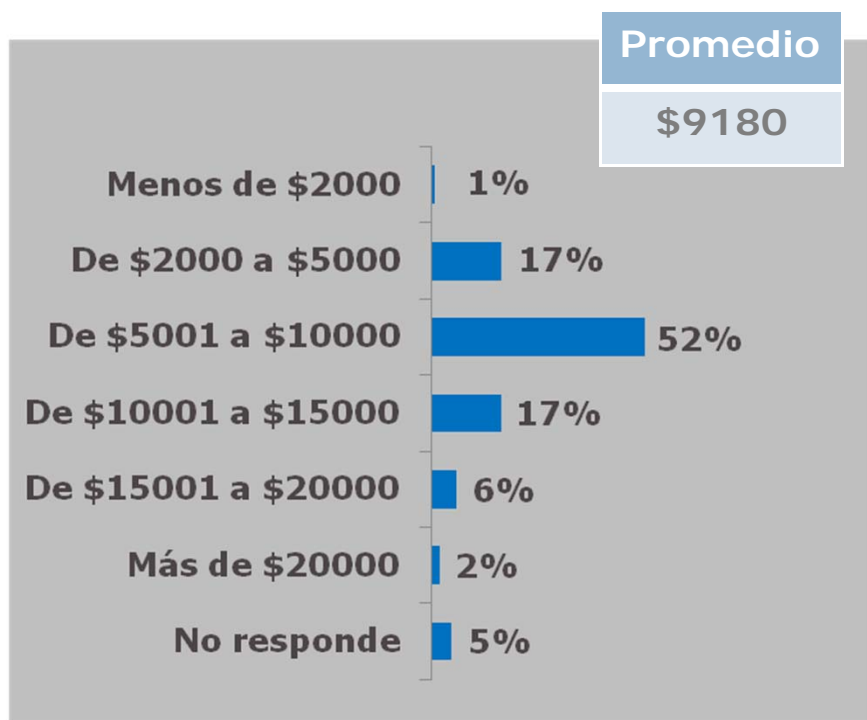 Promedio
$9180
Menos de $2000 1%
De $2000 a $5000 17%
De $5001 a $10000 52%
De $10001 a $15000 17%
De $15001 a $20000 6%
Más de $20000 2%
No responde 5%